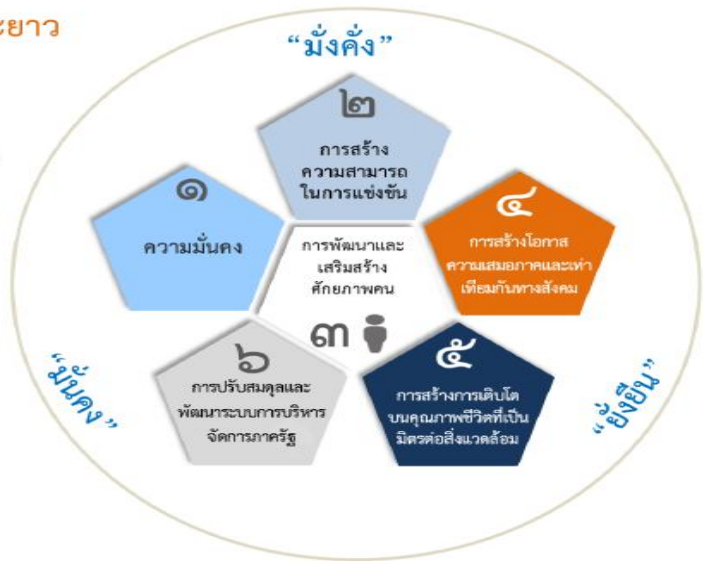 ะยาว
“มั่งคั่ง”
๒
การสร้าง
ความสามารถ
ในการแข่งขัน
๑
ความมั่นคง
๔
การสร้างโอกาส
ความเสมอภาคและเท่า
เทียมกันทางสังคม
การพัฒนาและ
เสริมสร้าง
ศักยภาพคน
๓
๖
การปรับสมดุลและ
พัฒนาระบบการบริหาร
จัดการภาครัฐ
๕
การสร้างการเติบโต
บนคุณภาพชีวิตที่เป็น
มิตรต่อสิ่งแวดล้อม
“มั่นคง”
“ยั่งยืน”